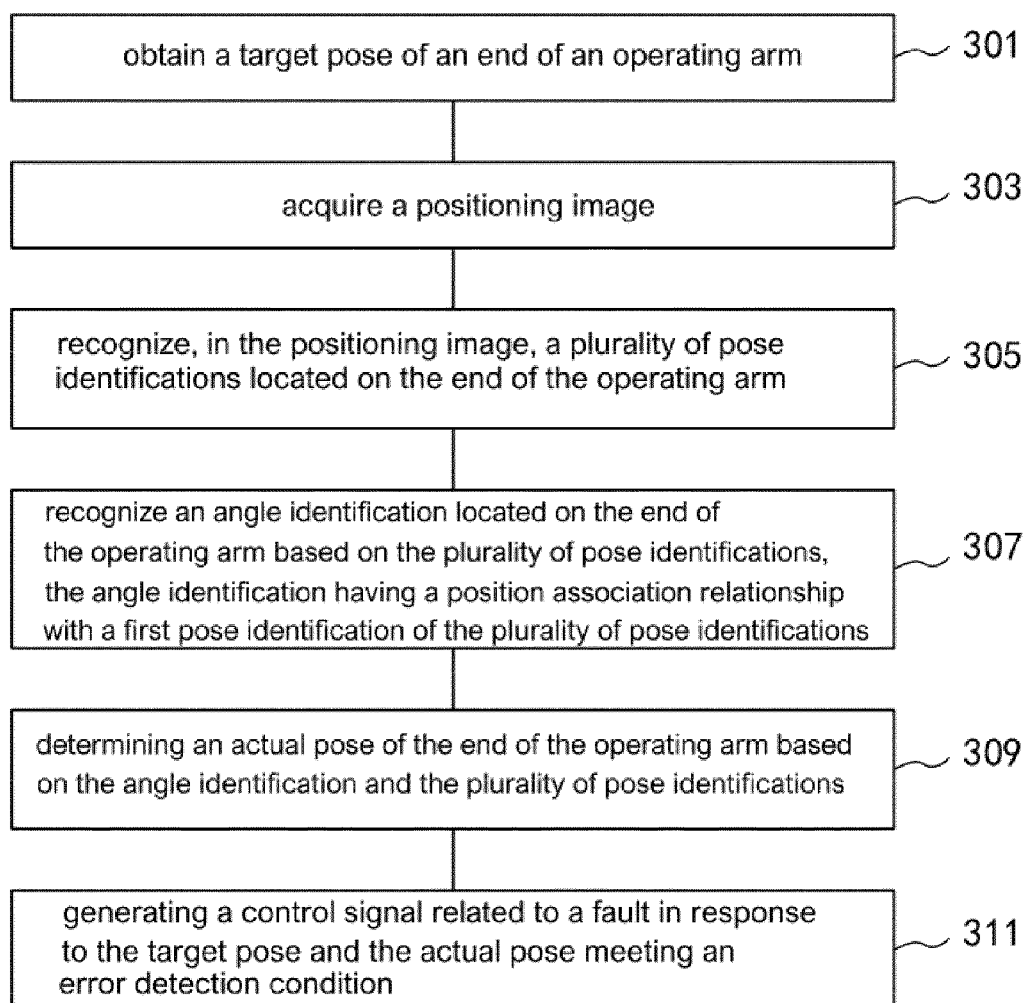 obtain a target pose of an end of an operating arm
301
acquire a positioning image
303
recognize, in the positioning image, a plurality of pose
identifications located on the end of the operating arm
305
recognize an angle identification located on the end of
the operating arm based on the plurality of pose identifications,
the angle identification having a position association relationship
with a first pose identification of the plurality of pose identifications
307
determining an actual pose of the end of the operating arm based
on the angle identification and the plurality of pose identifications
309
generating a control signal related to a fault in response
to the target pose and the actual pose meeting an
error detection condition
311